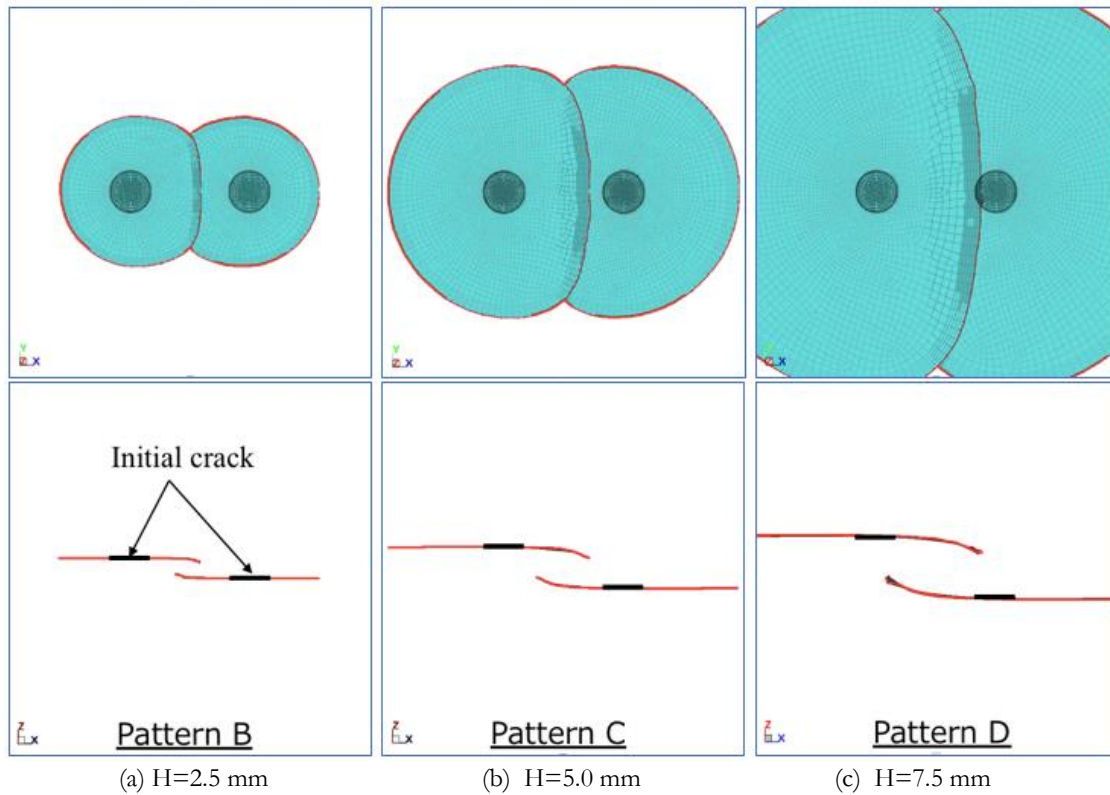 Y
Z X
Y
Z X
Y
Z X
Initial crack
Z
X
Pattern B
Z
X
Pattern C
Z
X
Pattern D
(a) H=2.5 mm
(b) H=5.0 mm
(c) H=7.5 mm